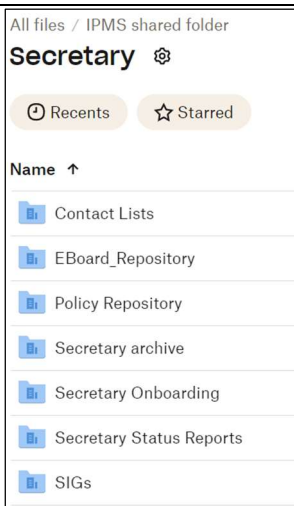 All files / IPMS shared folder
Secretary
Recents Starred
Name ↑
Contact Lists
EBoard_Repository
Policy Repository
Secretary archive
Secretary Onboarding
Secretary Status Reports
SIGs